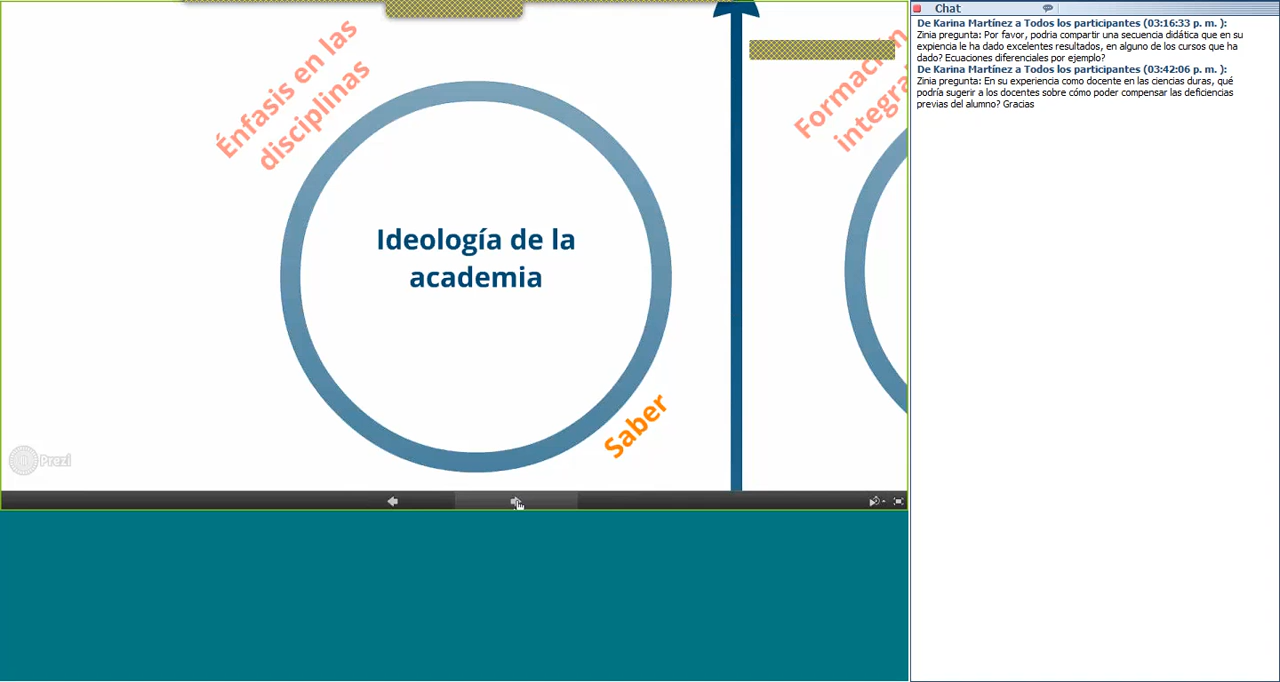 Énfasis en las
disciplinas
Ideología de la
academia
Saber
Formación
integra
Prezi
Chat
De Karina Martínez a Todos los participantes (03:16:33 p. m. ):
Zinia pregunta: Por favor, podria compartir una secuencia didática que en su
expiencia le ha dado excelentes resultados, en alguno de los cursos que ha
dado? Ecuaciones diferenciales por ejemplo?
De Karina Martínez a Todos los participantes (03:42:06 p. m. ):
Zinia pregunta: En su experiencia como docente en las ciencias duras, qué
podría sugerir a los docentes sobre cómo poder compensar las deficiencias
previas del alumno? Gracias